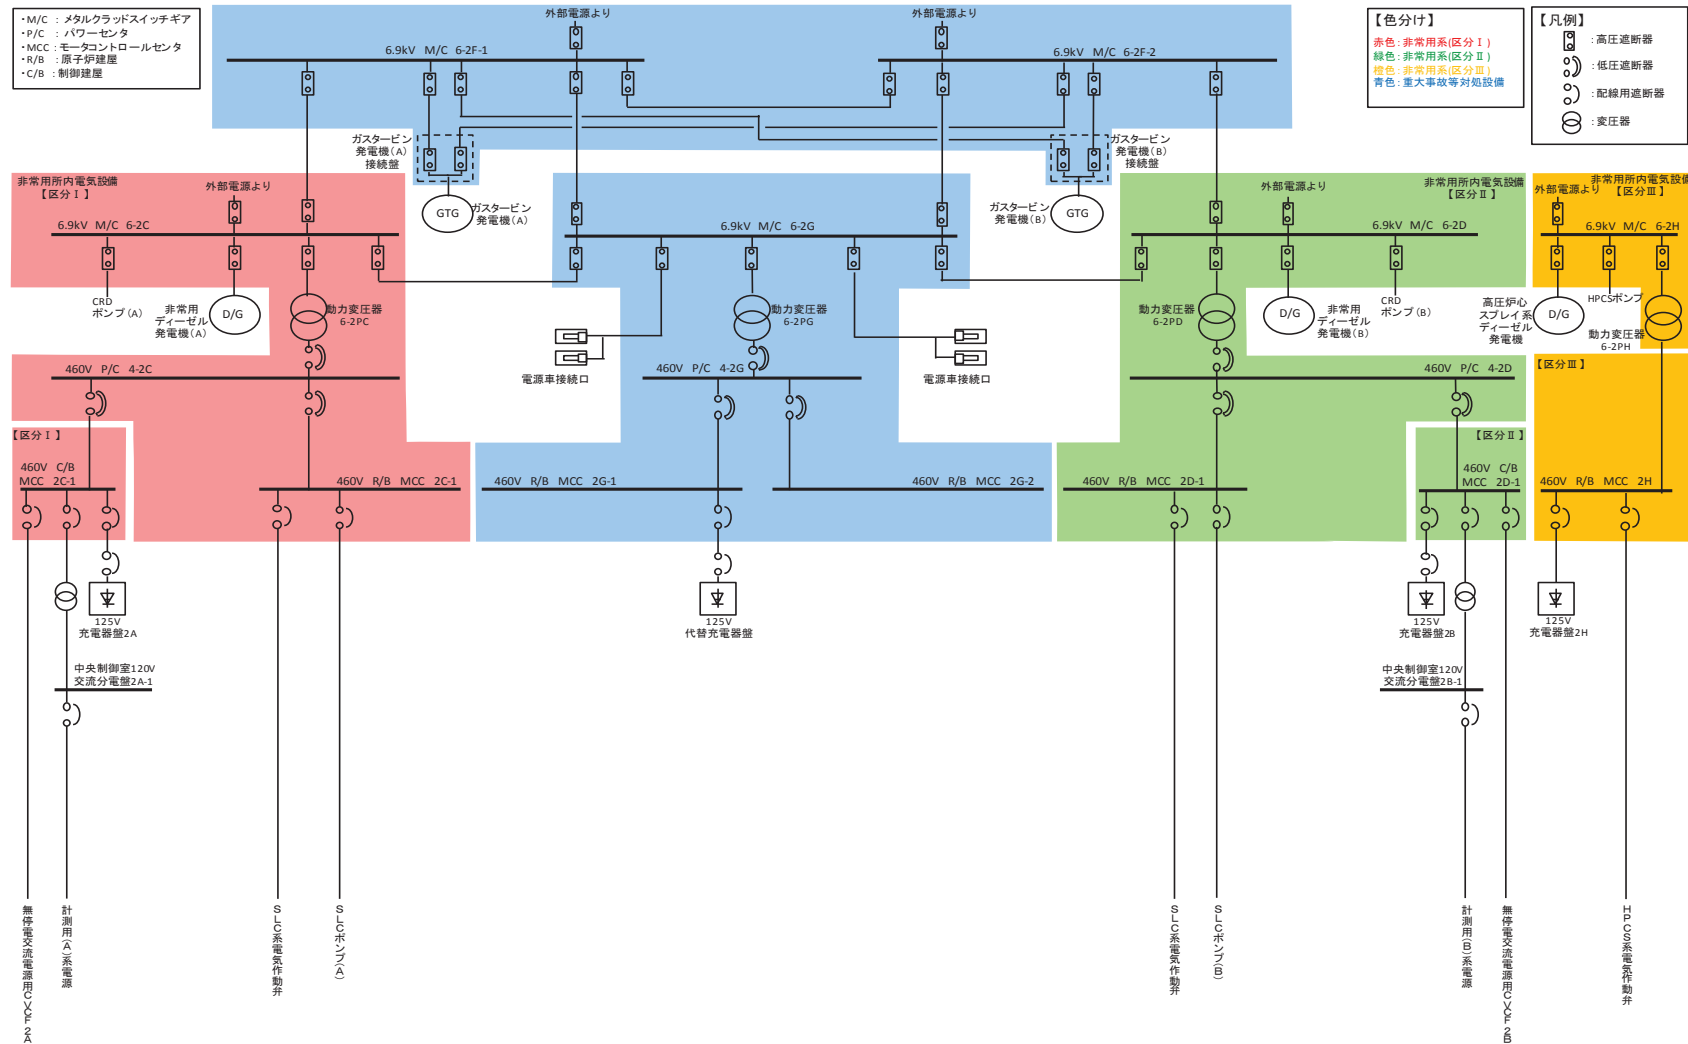 ・M/C : メタルクラッドスイッチギア
・P/C : パワーセンタ
・MCC : モータコントロールセンタ
・R/B : 原子炉建屋
・C/B : 制御建屋
外部電源より
外部電源より
6.9kV M/C 6-2F-1
6.9kV M/C 6-2F-2
【色分け】
赤色:非常用系(区分Ⅰ)
緑色:非常用系(区分Ⅱ)
橙色:非常用系(区分Ⅲ)
青色:重大事故等対処設備
【凡例】
:高圧遮断器
:低圧遮断器
:配線用遮断器
:変圧器
ガスタービン
発電機(A)
接続盤
ガスタービン
発電機(B)
接続盤
GTG
ガスタービン
発電機(A)
ガスタービン
発電機(B)
GTG
非常用所内電気設備
【区分Ⅰ】
外部電源より
6.9kV M/C 6-2C
6.9kV M/C 6-2G
外部電源より
非常用所内電気設備
【区分Ⅱ】
6.9kV M/C 6-2D
非常用所内電気設備
【区分Ⅲ】
外部電源より
6.9kV M/C 6-2H
CRD
ポンプ(A)
非常用
ディーゼル
発電機(A)
D/G
動力変圧器
6-2PC
動力変圧器
6-2PG
動力変圧器
6-2PD
D/G
非常用
ディーゼル
発電機(B)
CRD
ポンプ(B)
高圧炉心
スプレイ系
ディーゼル
発電機
D/G
HPCSポンプ
動力変圧器
6-2PH
電源車接続口
電源車接続口
460V P/C 4-2C
460V P/C 4-2G
460V P/C 4-2D
【区分Ⅲ】
【区分Ⅰ】
460V C/B
MCC 2C-1
460V R/B MCC 2C-1
460V R/B MCC 2G-1
460V R/B MCC 2G-2
460V R/B MCC 2D-1
【区分Ⅱ】
460V C/B
MCC 2D-1
460V R/B MCC 2H
125V
充電器盤2A
125V
代替充電器盤
125V
充電器盤2B
125V
充電器盤2H
中央制御室120V
交流分電盤2A-1
中央制御室120V
交流分電盤2B-1
無停電交流電源用CVCF2A
計測用(A)系電源
SLC系電気作動弁
SLCポンプ(A)
SLC系電気作動弁
SLCポンプ(B)
計測用(B)系電源
無停電交流電源用CVCF2B
HPCS系電気作動弁